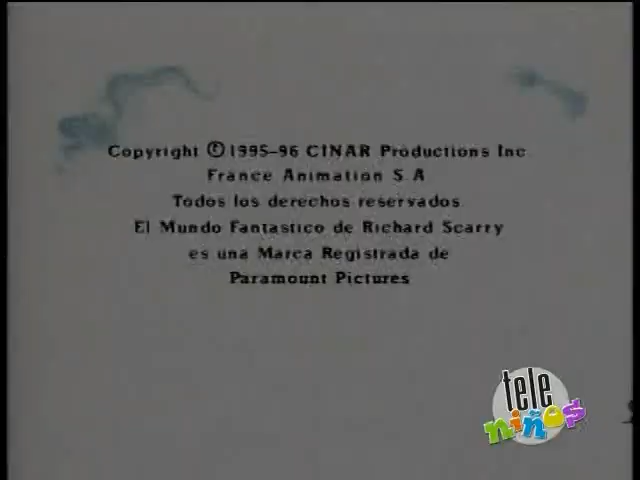 Copyright ©1995-96 CINAR Productions Inc
France Animation S A
Todos los derechos reservados
El Mundo Fantastico de Richard Scarry
es una Marca Registrada de
Paramount Pictures
tele
niños